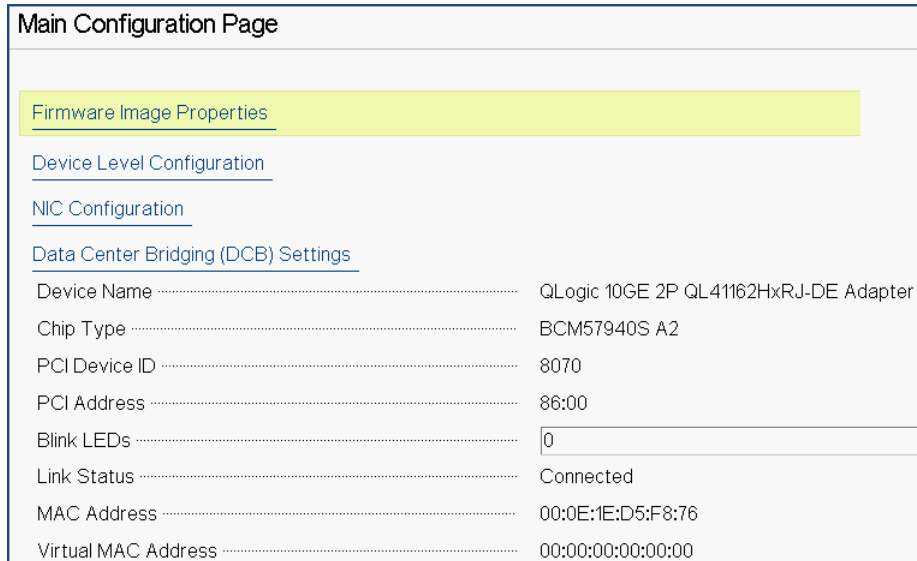 Main Configuration Page
Firmware Image Properties
Device Level Configuration
NIC Configuration
Data Center Bridging (DCB) Settings
Device Name QLogic 10GE 2P QL41162HxRJ-DE Adapter
Chip Type BCM57940S A2
PCI Device ID 8070
PCI Address 86:00
Blink LEDs 0
Link Status Connected
MAC Address 00:0E:1E:D5:F8:76
Virtual MAC Address 00:00:00:00:00:00